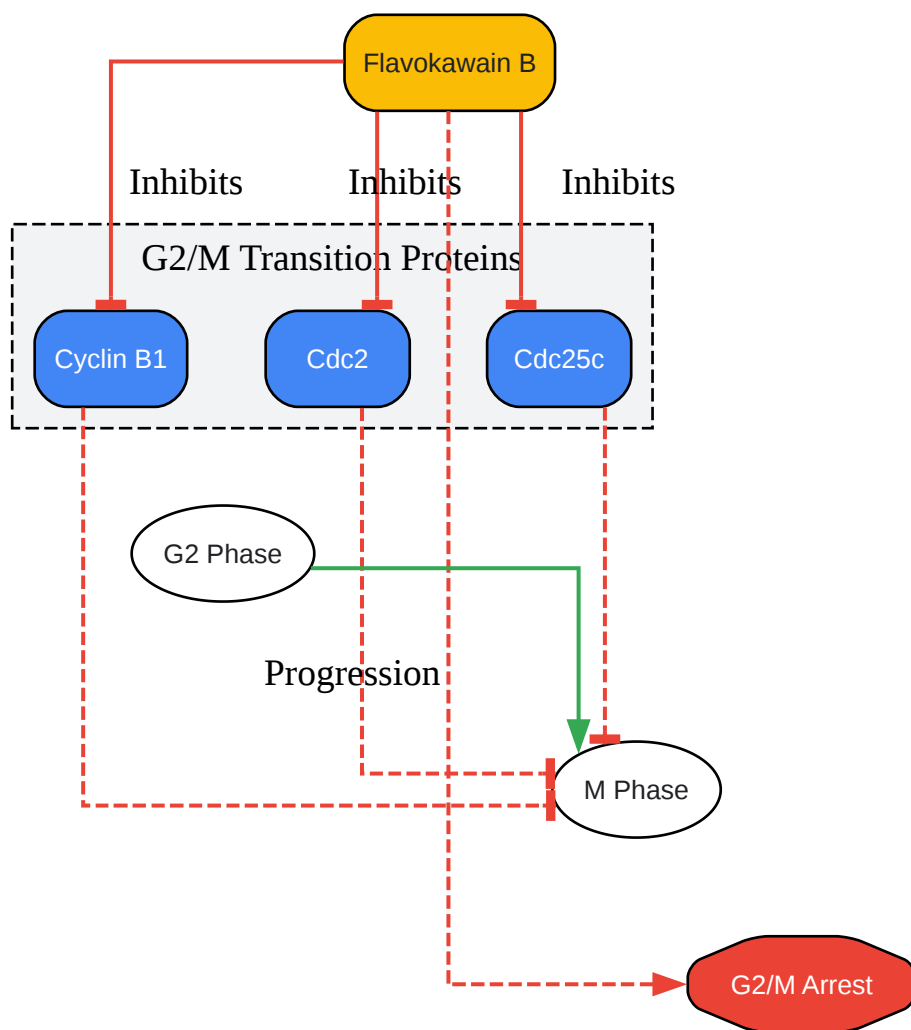 Flavokawain B
Inhibits
Inhibits
Inhibits
G2/M Transition Proteins
Cyclin B1
Cdc2
Cdc25c
G2 Phase
Progression
M Phase
G2/M Arrest